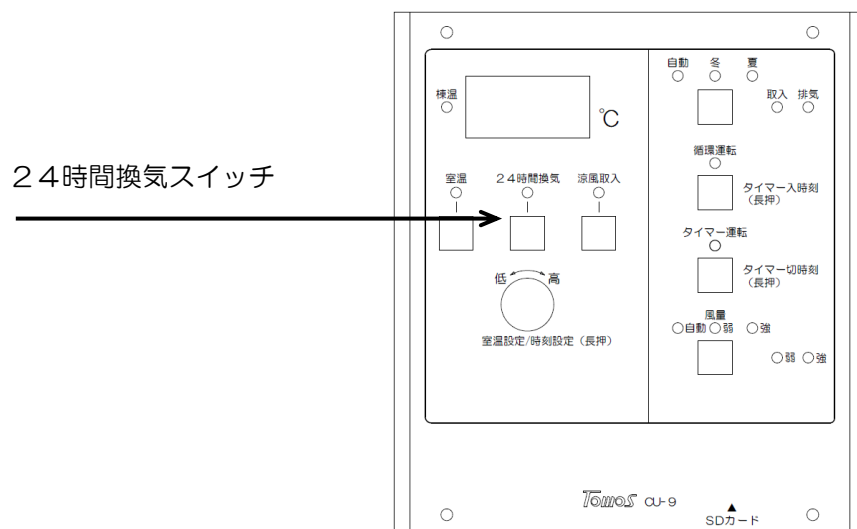 ２４時間換気スイッチ
棟温
℃
室温
２４時間換気
涼風取入
低
高
室温設定/時刻設定（長押）
自動
冬
夏
取入
排気
循環運転
タイマー入時刻
（長押）
タイマー運転
タイマー切時刻
（長押）
風量
自動
弱
強
弱
強
Tomos CU-9
SDカード